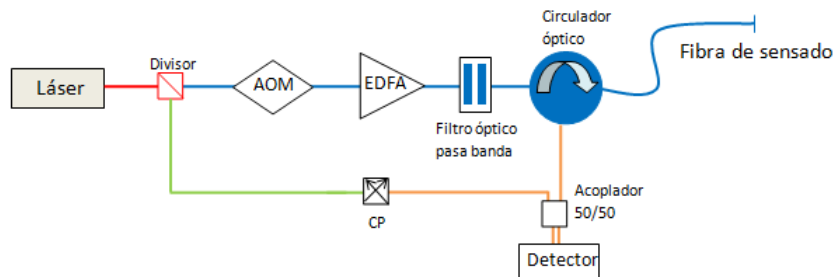 Circulador
óptico
Divisor
Láser
AOM
EDFA
Fibra de sensado
Filtro óptico
pasa banda
CP
Acoplador
50/50
Detector